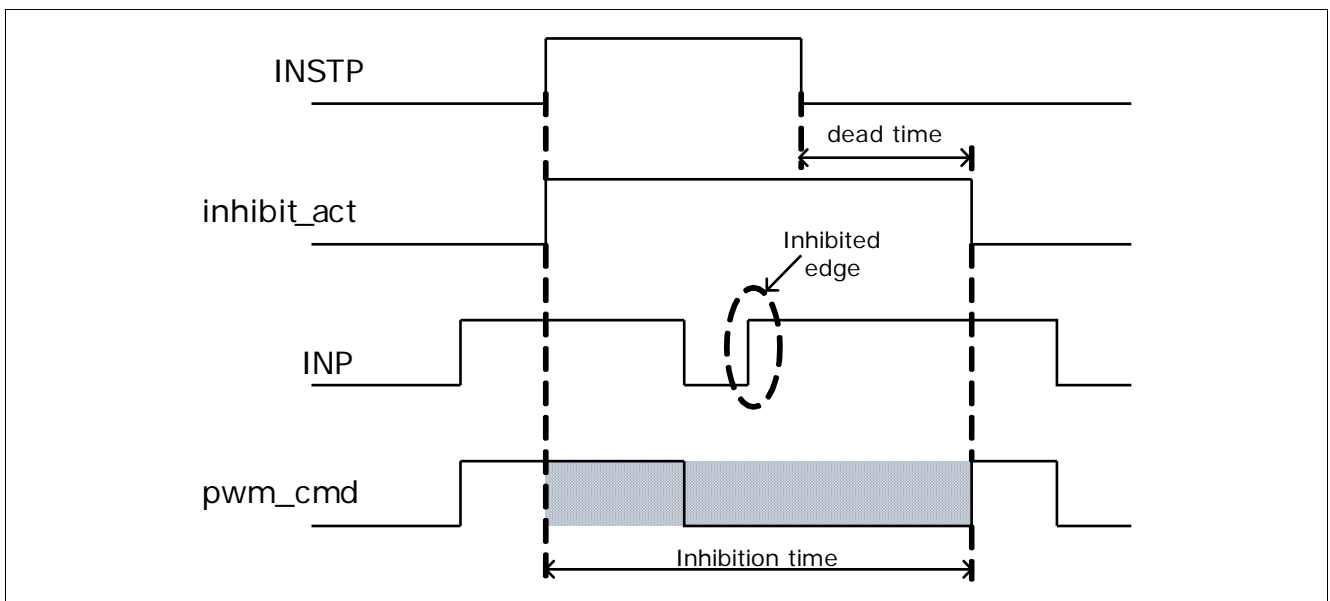 INSTP
dead time
inhibit_act
Inhibited
edge
INP
pwm_cmd
Inhibition time